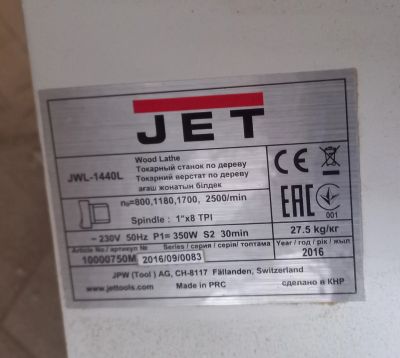 JET
Wood Lathe
Токарный станок по дереву
JWL-1440L
Токарний верстат по дереву
ағаш жонатын білдек
n₀=800,1180,1700, 2500/min
Spindle : 1"x8 TPI
CE
EAC
001
~ 230V 50Hz P1= 350W S2 30min
27.5 kg/кг
Article No / артикул №
Series / серия / серія/ топтама
Year / год / рік / жыл
10000750M
2016/09/0083
2016
JPW (Tool ) AG, CH-8117 Fällanden, Switzerland
www.jettools.com
Made in PRC
сделано в КНР